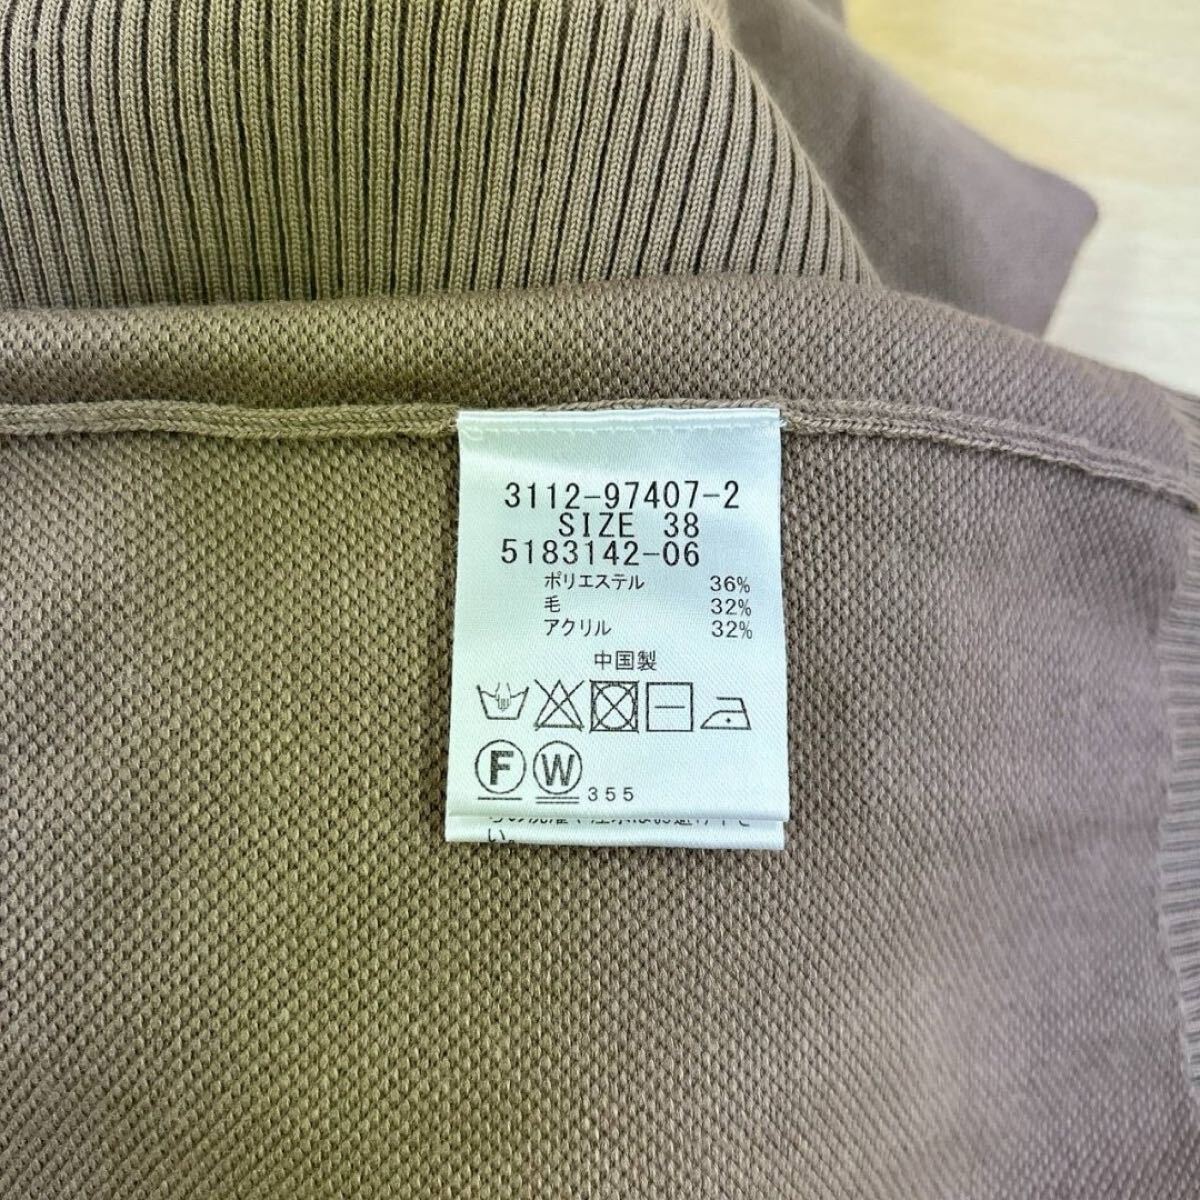 3112-97407-2
SIZE 38
5183142-06
ポリエステル 36%
毛 32%
アクリル 32%
中国製
F W 355
い。